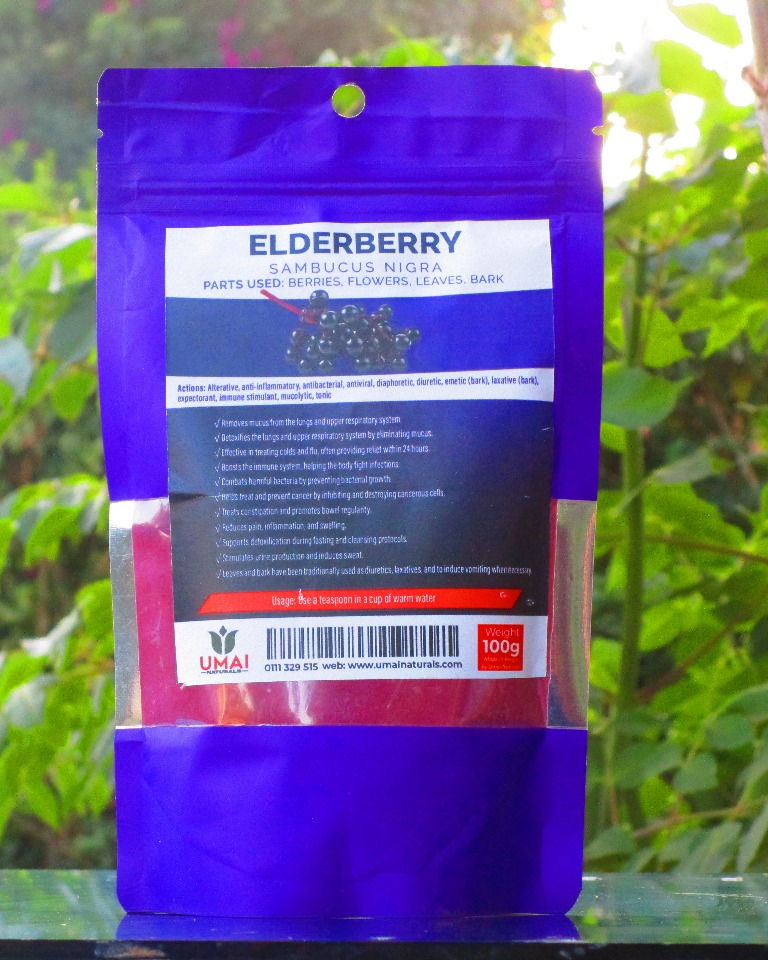 ELDERBERRY
SAMBUCUS NIGRA
PARTS USED: BERRIES, FLOWERS, LEAVES. BARK
Actions: Alterative, anti-inflammatory, antibacterial, antiviral, diaphoretic, diuretic, emetic (bark), laxative (bark),
expectorant, immune stimulant, mucolytic, tonic
√ Removes mucus from the lungs and upper respiratory system.
√ Detoxifies the lungs and upper respiratory system by eliminating mucus.
√ Effective in treating colds and flu, often providing relief within 24 hours.
√ Boosts the immune system, helping the body fight infections.
√ Combats harmful bacteria by preventing bacterial growth.
√ Helps treat and prevent cancer by inhibiting and destroying cancerous cells.
√ Treats constipation and promotes bowel regularity.
√ Reduces pain, inflammation, and swelling.
√ Supports detoxification during fasting and cleansing protocols.
√ Stimulates urine production and induces sweat.
√ Leaves and bark have been traditionally used as diuretics, laxatives, and to induce vomiting when necessary.
Usage: Use a teaspoon in a cup of warm water
UMAI
NATURALS
0111 329 515 web: www.umainaturals.com
Weight
100g
Made in Kenya
by Umai Naturals